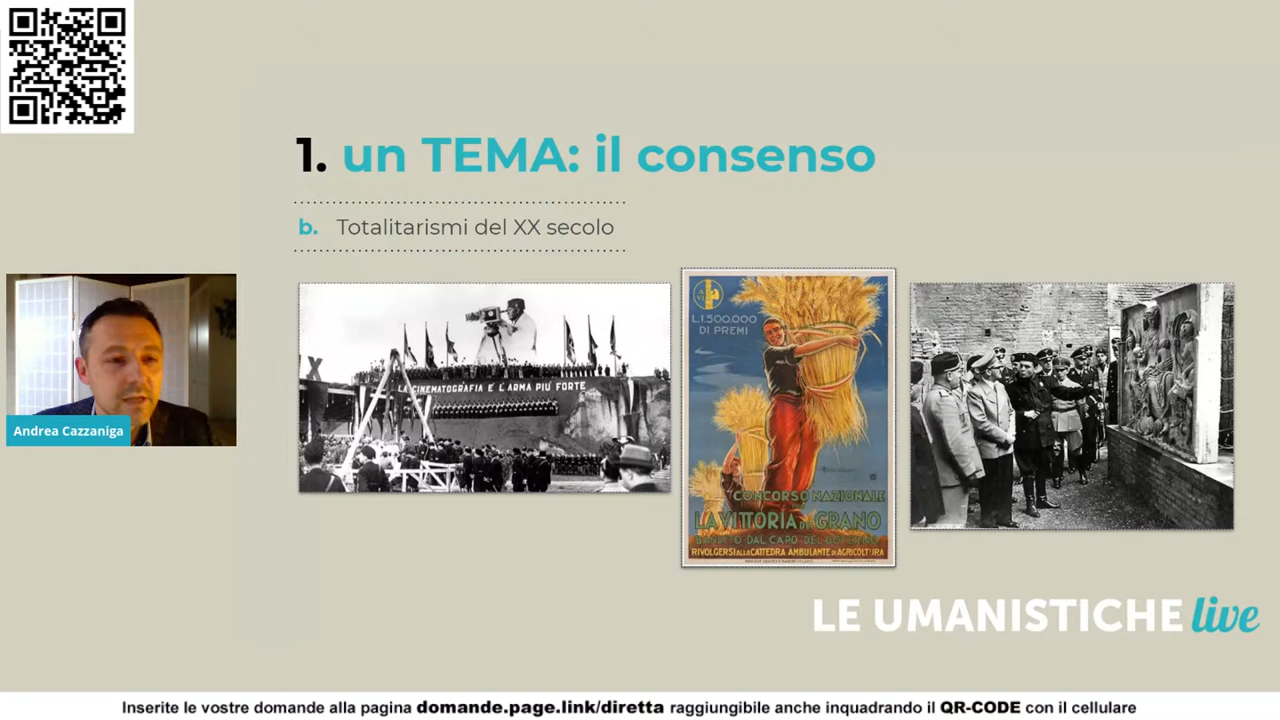 1. un TEMA: il consenso
b. Totalitarismi del XX secolo
Andrea Cazzaniga
LA CINEMATOGRAFIA E L'ARMA PIÙ FORTE
L.1.500.000
DI PREMI
CONCORSO NAZIONALE
LA VITTORIA DEL GRANO
BANDITO DAL CAPO DEL GOVERNO
RIVOLGERSI ALLA CATTEDRA AMBULANTE DI AGRICOLTURA
LE UMANISTICHE live
Inserite le vostre domande alla pagina domande.page.link/diretta raggiungibile anche inquadrando il QR-CODE con il cellulare